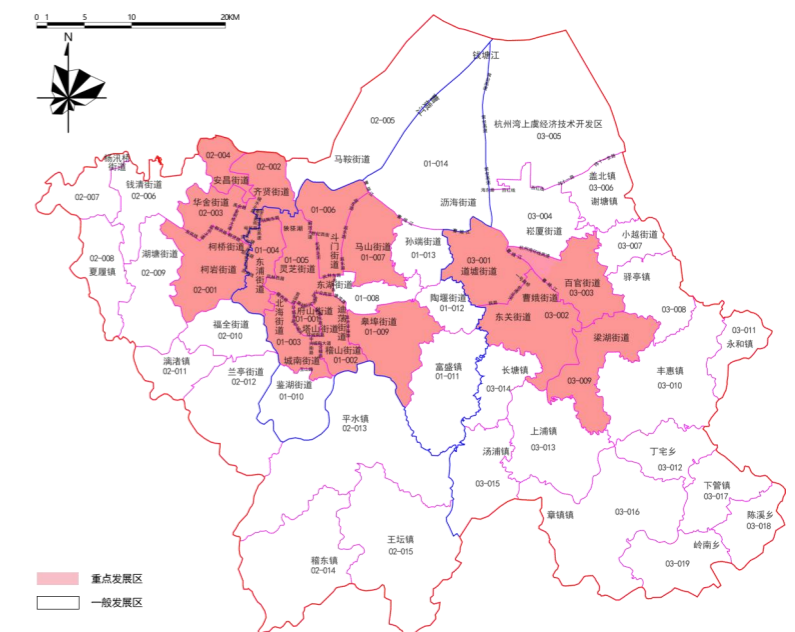 0 1 5 10 20KM
N
钱塘江
曹娥江
02-005
杭州湾上虞经济技术开发区
03-005
马鞍街道
01-014
沥海街道
盖北镇
03-006
谢塘镇
03-004
崧厦街道
小越街道
03-007
驿亭镇
03-008
杨汛桥
街道
钱清街道
02-006
02-007
02-004
安昌街道
02-002
齐贤街道
华舍街道
02-003
柯桥街道
柯岩街道
02-001
湖塘街道
02-009
02-008
夏履镇
01-006
斗门街道
01-004
东浦街道
01-005
灵芝街道
马山街道
01-007
孙端街道
01-013
东湖街道
01-008
陶堰街道
01-012
北海街道
01-003
府山街道
01-001
塔山街道
迪荡街道
稽山街道
01-002
城南街道
皋埠街道
01-009
富盛镇
01-011
鉴湖街道
01-010
福全街道
02-010
漓渚镇
02-011
兰亭街道
02-012
平水镇
02-013
王坛镇
02-015
稽东镇
02-014
03-001
道墟街道
百官街道
03-003
曹娥街道
03-002
东关街道
梁湖街道
03-009
长塘镇
03-014
丰惠镇
03-010
03-011
永和镇
上浦镇
03-013
汤浦镇
03-015
丁宅乡
03-012
下管镇
03-017
陈溪乡
03-018
章镇镇
03-016
岭南乡
03-019
重点发展区
一般发展区